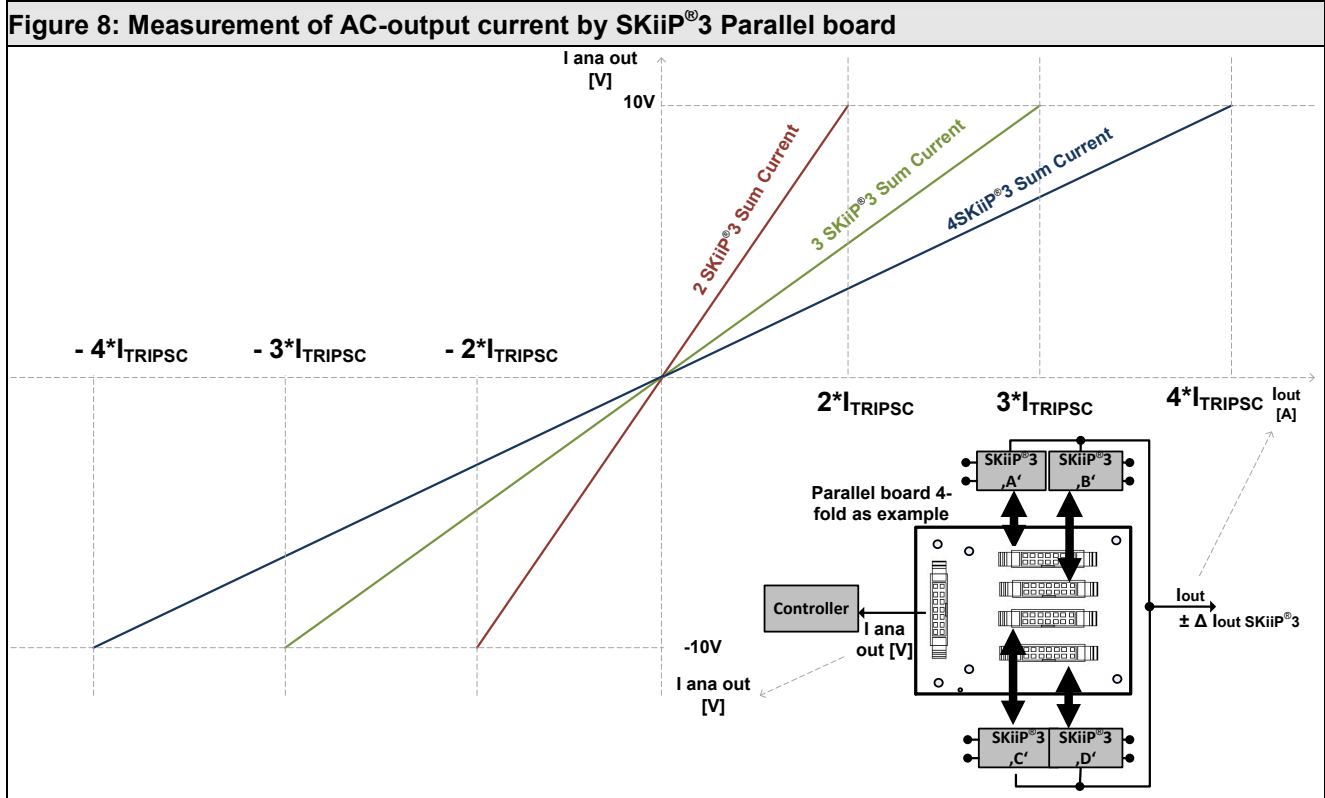 Figure 8: Measurement of AC-output current by SKiiP®3 Parallel board
I ana out
[V]
10V
2 SKiiP®3 Sum Current
3 SKiiP®3 Sum Current
4SKiiP®3 Sum Current
- 4*ITRIPSC
- 3*ITRIPSC
- 2*ITRIPSC
2*ITRIPSC
3*ITRIPSC
4*ITRIPSC
Iout
[A]
SKiiP®3
‚A‘
SKiiP®3
‚B‘
Parallel board 4-
fold as example
Controller
I ana
out [V]
Iout
± Δ Iout SKiiP®3
-10V
I ana out
[V]
SKiiP®3
‚C‘
SKiiP®3
‚D‘